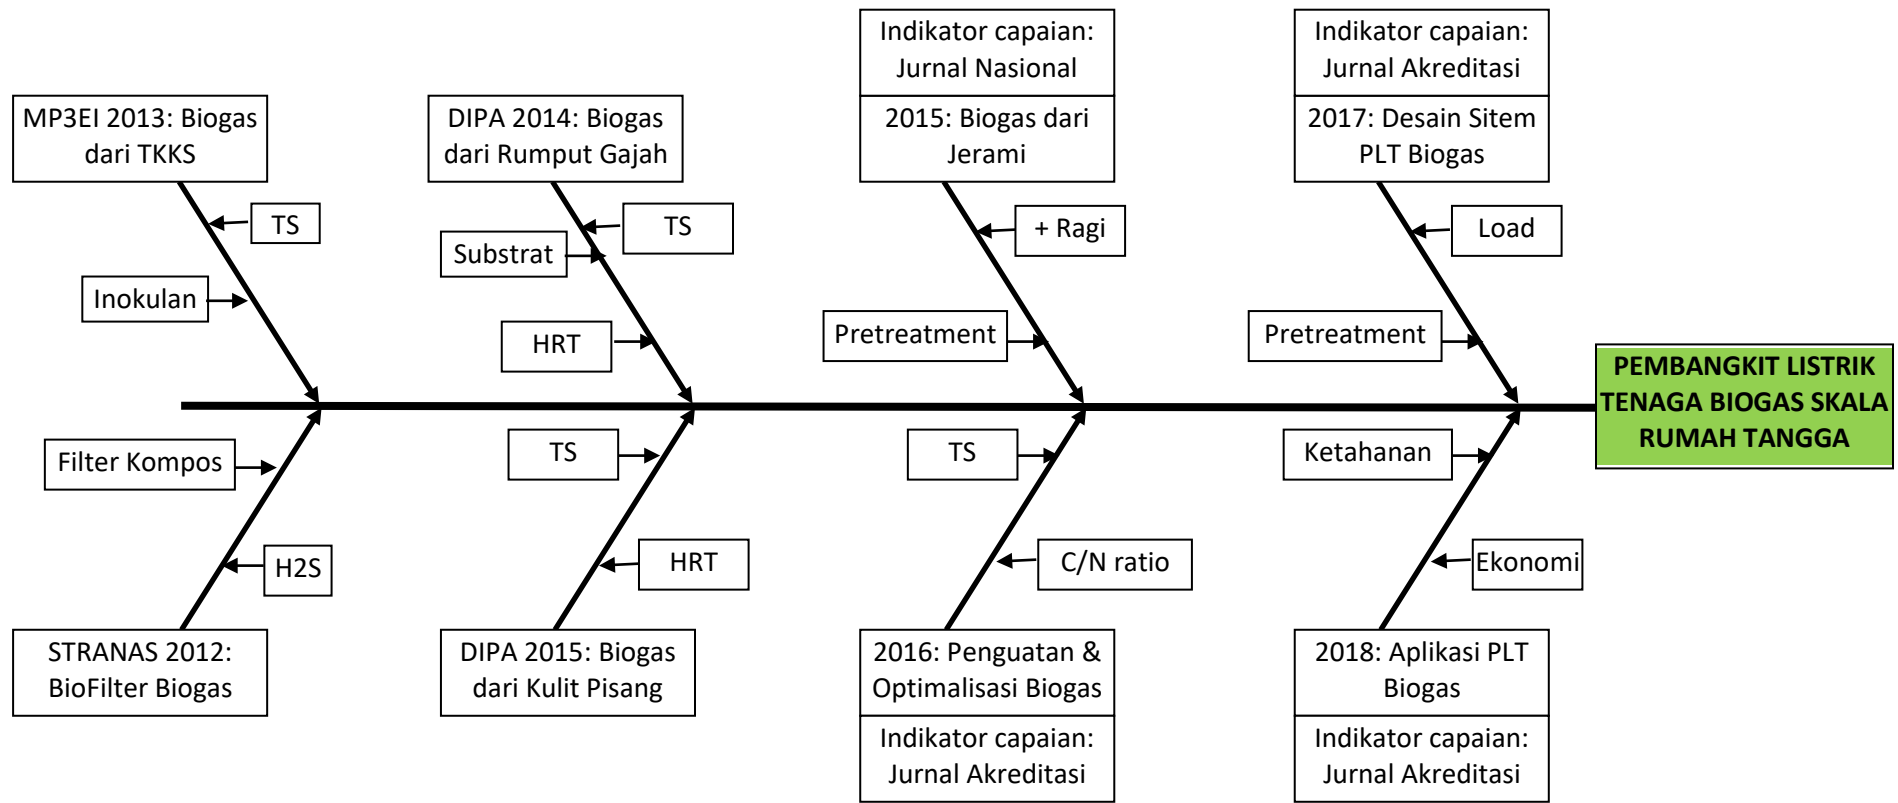 Indikator capaian:
Jurnal Nasional
Indikator capaian:
Jurnal Akreditasi
MP3EI 2013: Biogas
dari TKKS
DIPA 2014: Biogas
dari Rumput Gajah
2015: Biogas dari
Jerami
2017: Desain Sitem
PLT Biogas
TS
Inokulan
TS
Substrat
HRT
+ Ragi
Pretreatment
Load
Pretreatment
PEMBANGKIT LISTRIK
TENAGA BIOGAS SKALA
RUMAH TANGGA
Filter Kompos
H2S
TS
HRT
TS
C/N ratio
Ketahanan
Ekonomi
STRANAS 2012:
BioFilter Biogas
DIPA 2015: Biogas
dari Kulit Pisang
2016: Penguatan &
Optimalisasi Biogas
Indikator capaian:
Jurnal Akreditasi
2018: Aplikasi PLT
Biogas
Indikator capaian:
Jurnal Akreditasi